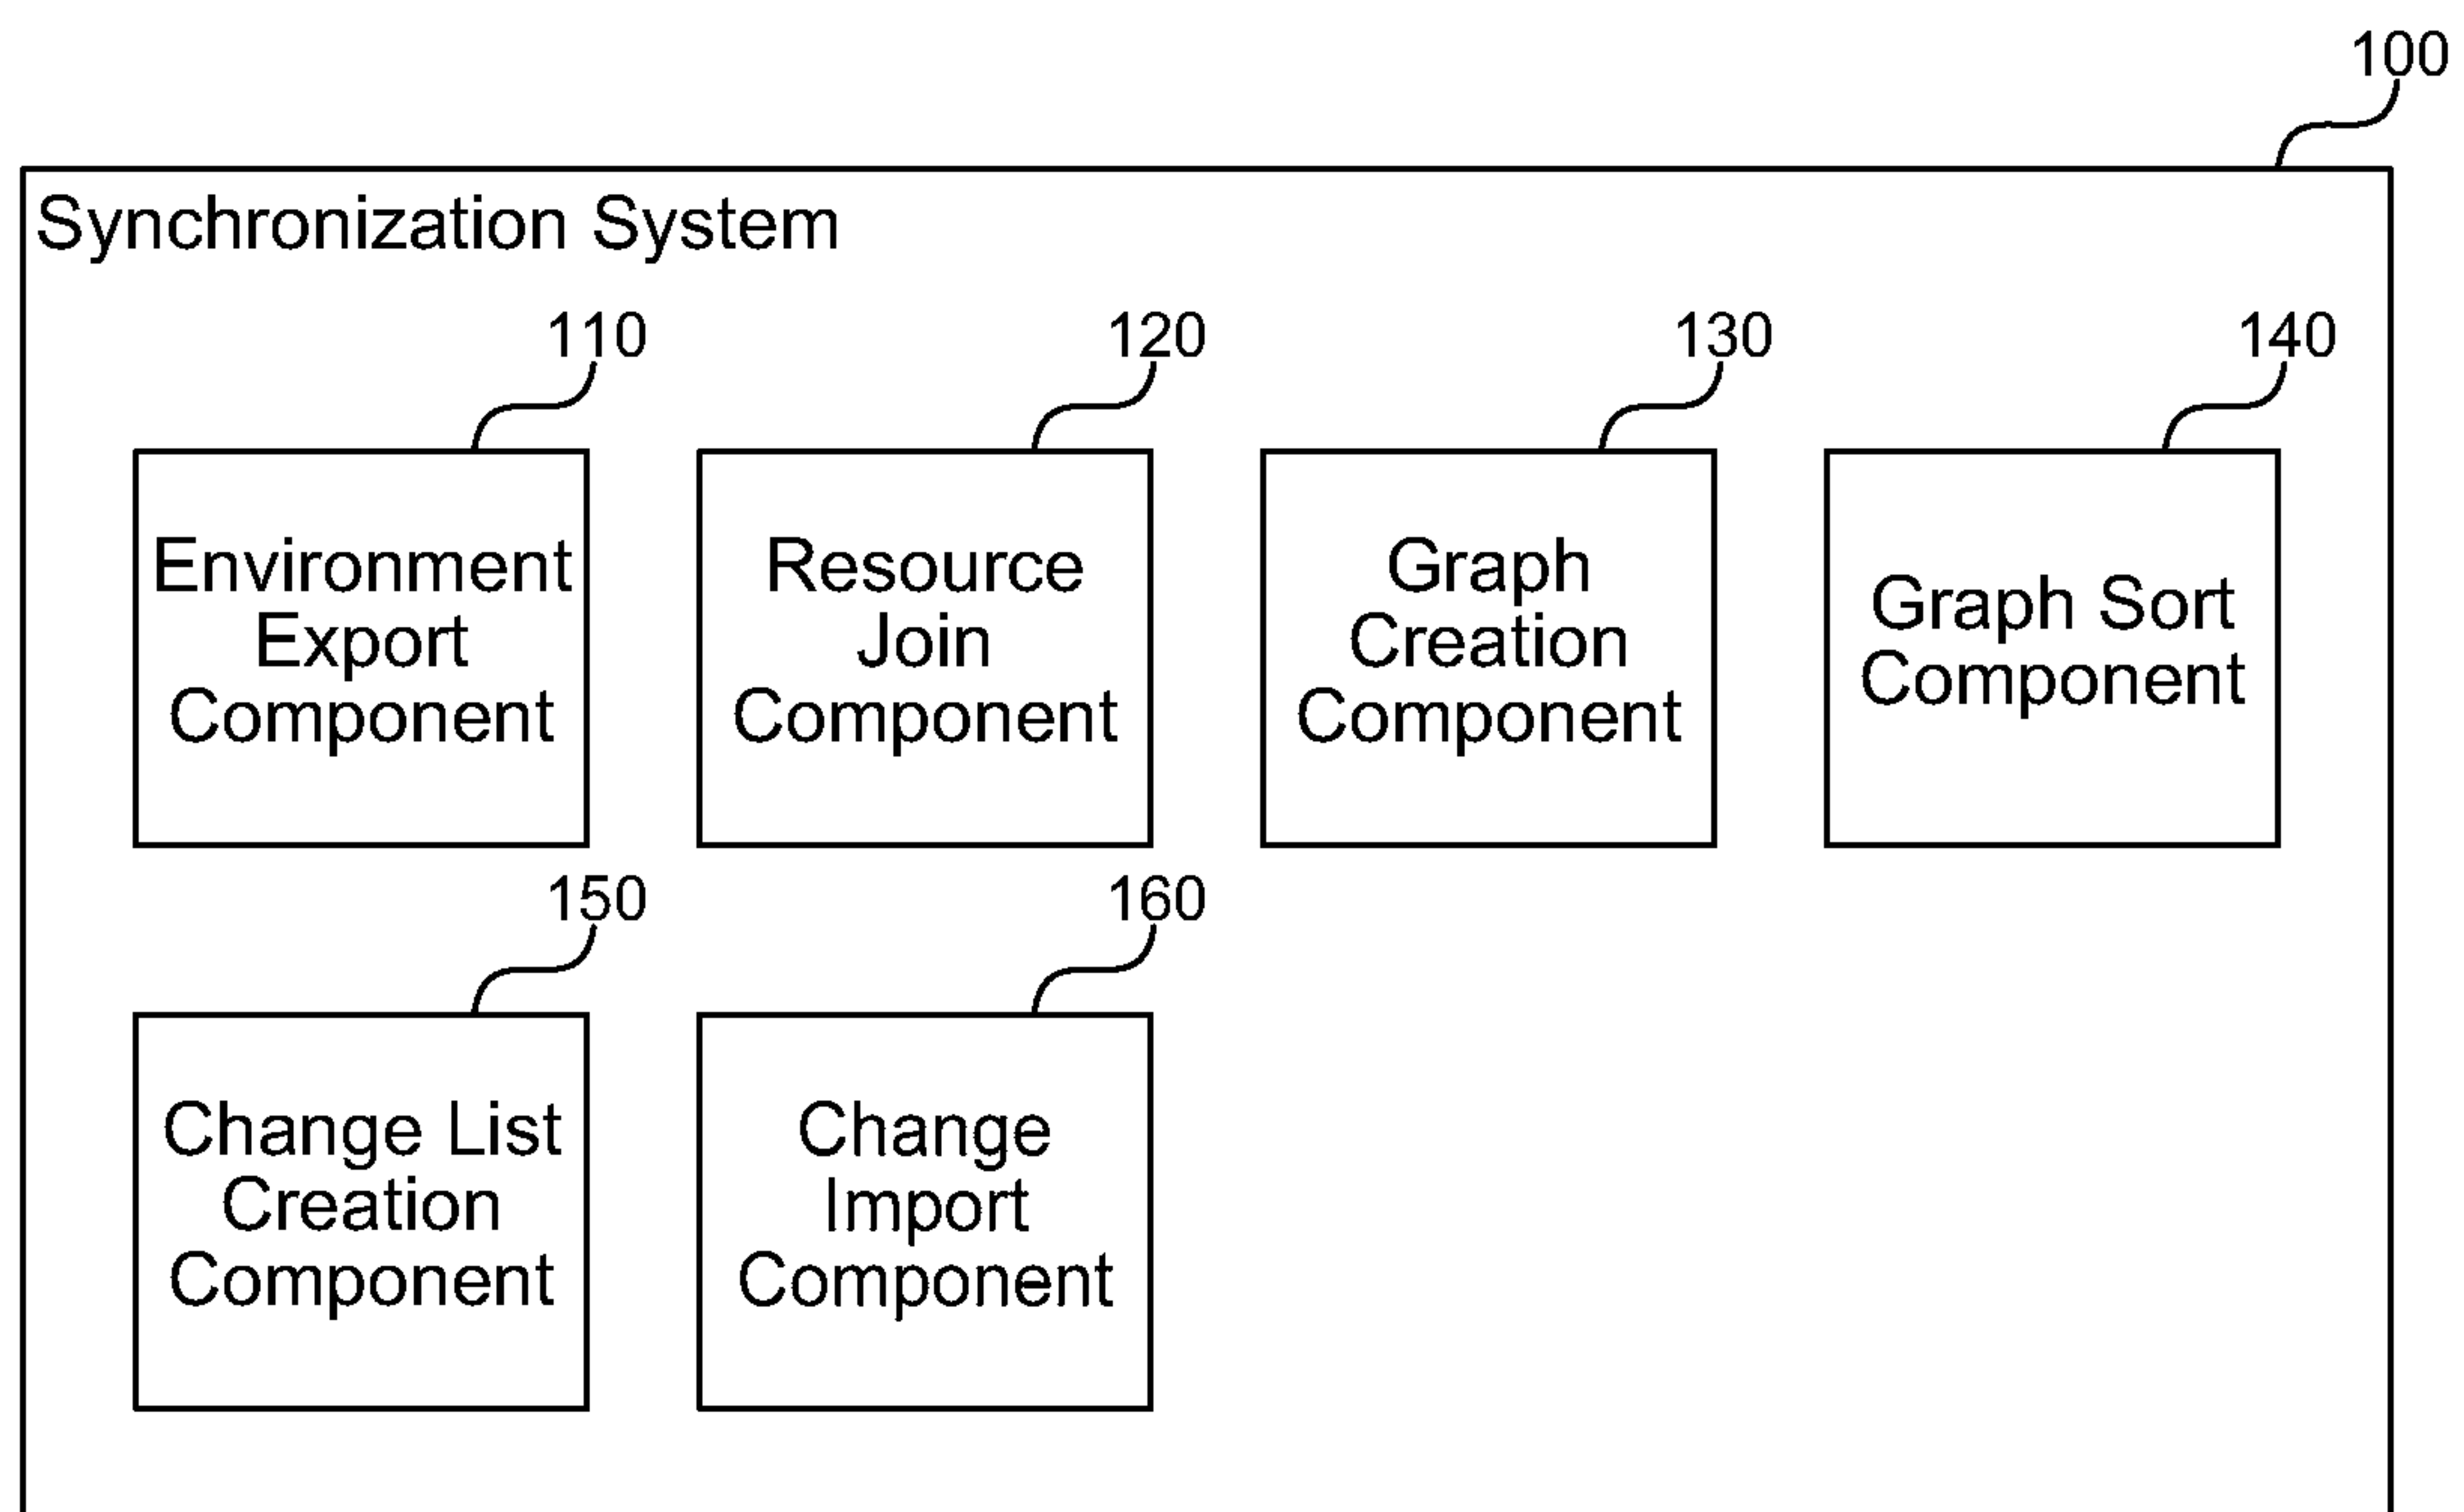 100
Synchronization System
110
120
130
140
Environment
Export
Component
Resource
Join
Component
Graph
Creation
Component
Graph Sort
Component
150
160
Change List
Creation
Component
Change
Import
Component